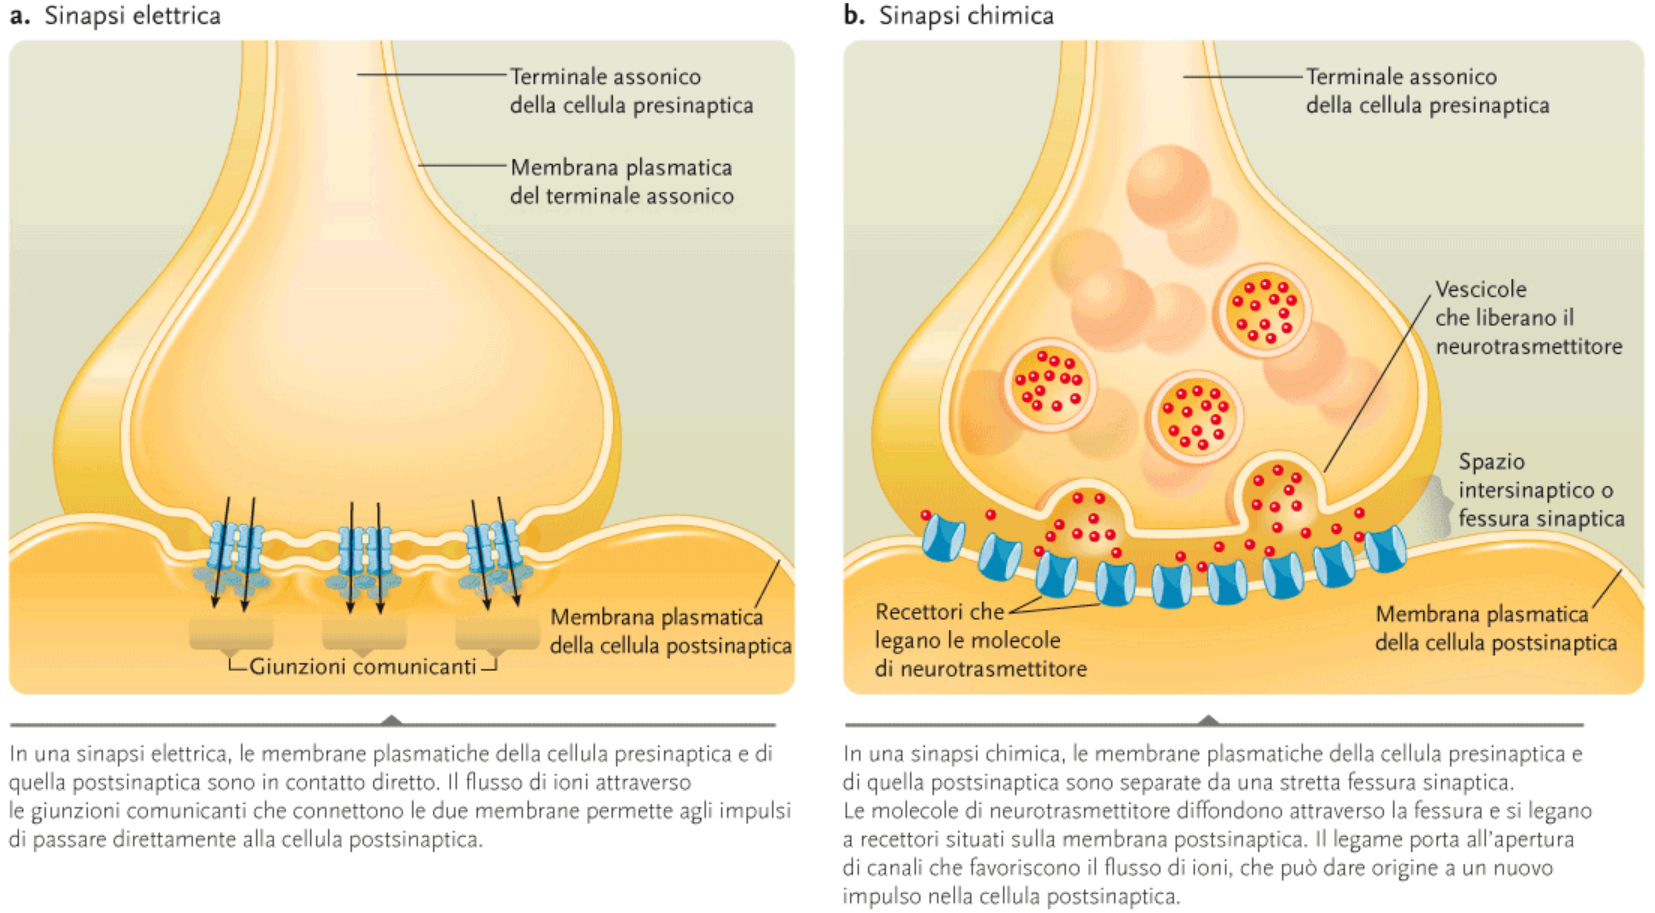 a. Sinapsi elettrica
Terminale assonico
della cellula presinaptica
Membrana plasmatica
del terminale assonico
Membrana plasmatica
della cellula postsinaptica
Giunzioni comunicanti
In una sinapsi elettrica, le membrane plasmatiche della cellula presinaptica e di
quella postsinaptica sono in contatto diretto. Il flusso di ioni attraverso
le giunzioni comunicanti che connettono le due membrane permette agli impulsi
di passare direttamente alla cellula postsinaptica.
b. Sinapsi chimica
Terminale assonico
della cellula presinaptica
Vescicole
che liberano il
neurotrasmettitore
Spazio
intersinaptico o
fessura sinaptica
Recettori che
legano le molecole
di neurotrasmettitore
Membrana plasmatica
della cellula postsinaptica
In una sinapsi chimica, le membrane plasmatiche della cellula presinaptica e
di quella postsinaptica sono separate da una stretta fessura sinaptica.
Le molecole di neurotrasmettitore diffondono attraverso la fessura e si legano
a recettori situati sulla membrana postsinaptica. Il legame porta all'apertura
di canali che favoriscono il flusso di ioni, che può dare origine a un nuovo
impulso nella cellula postsinaptica.